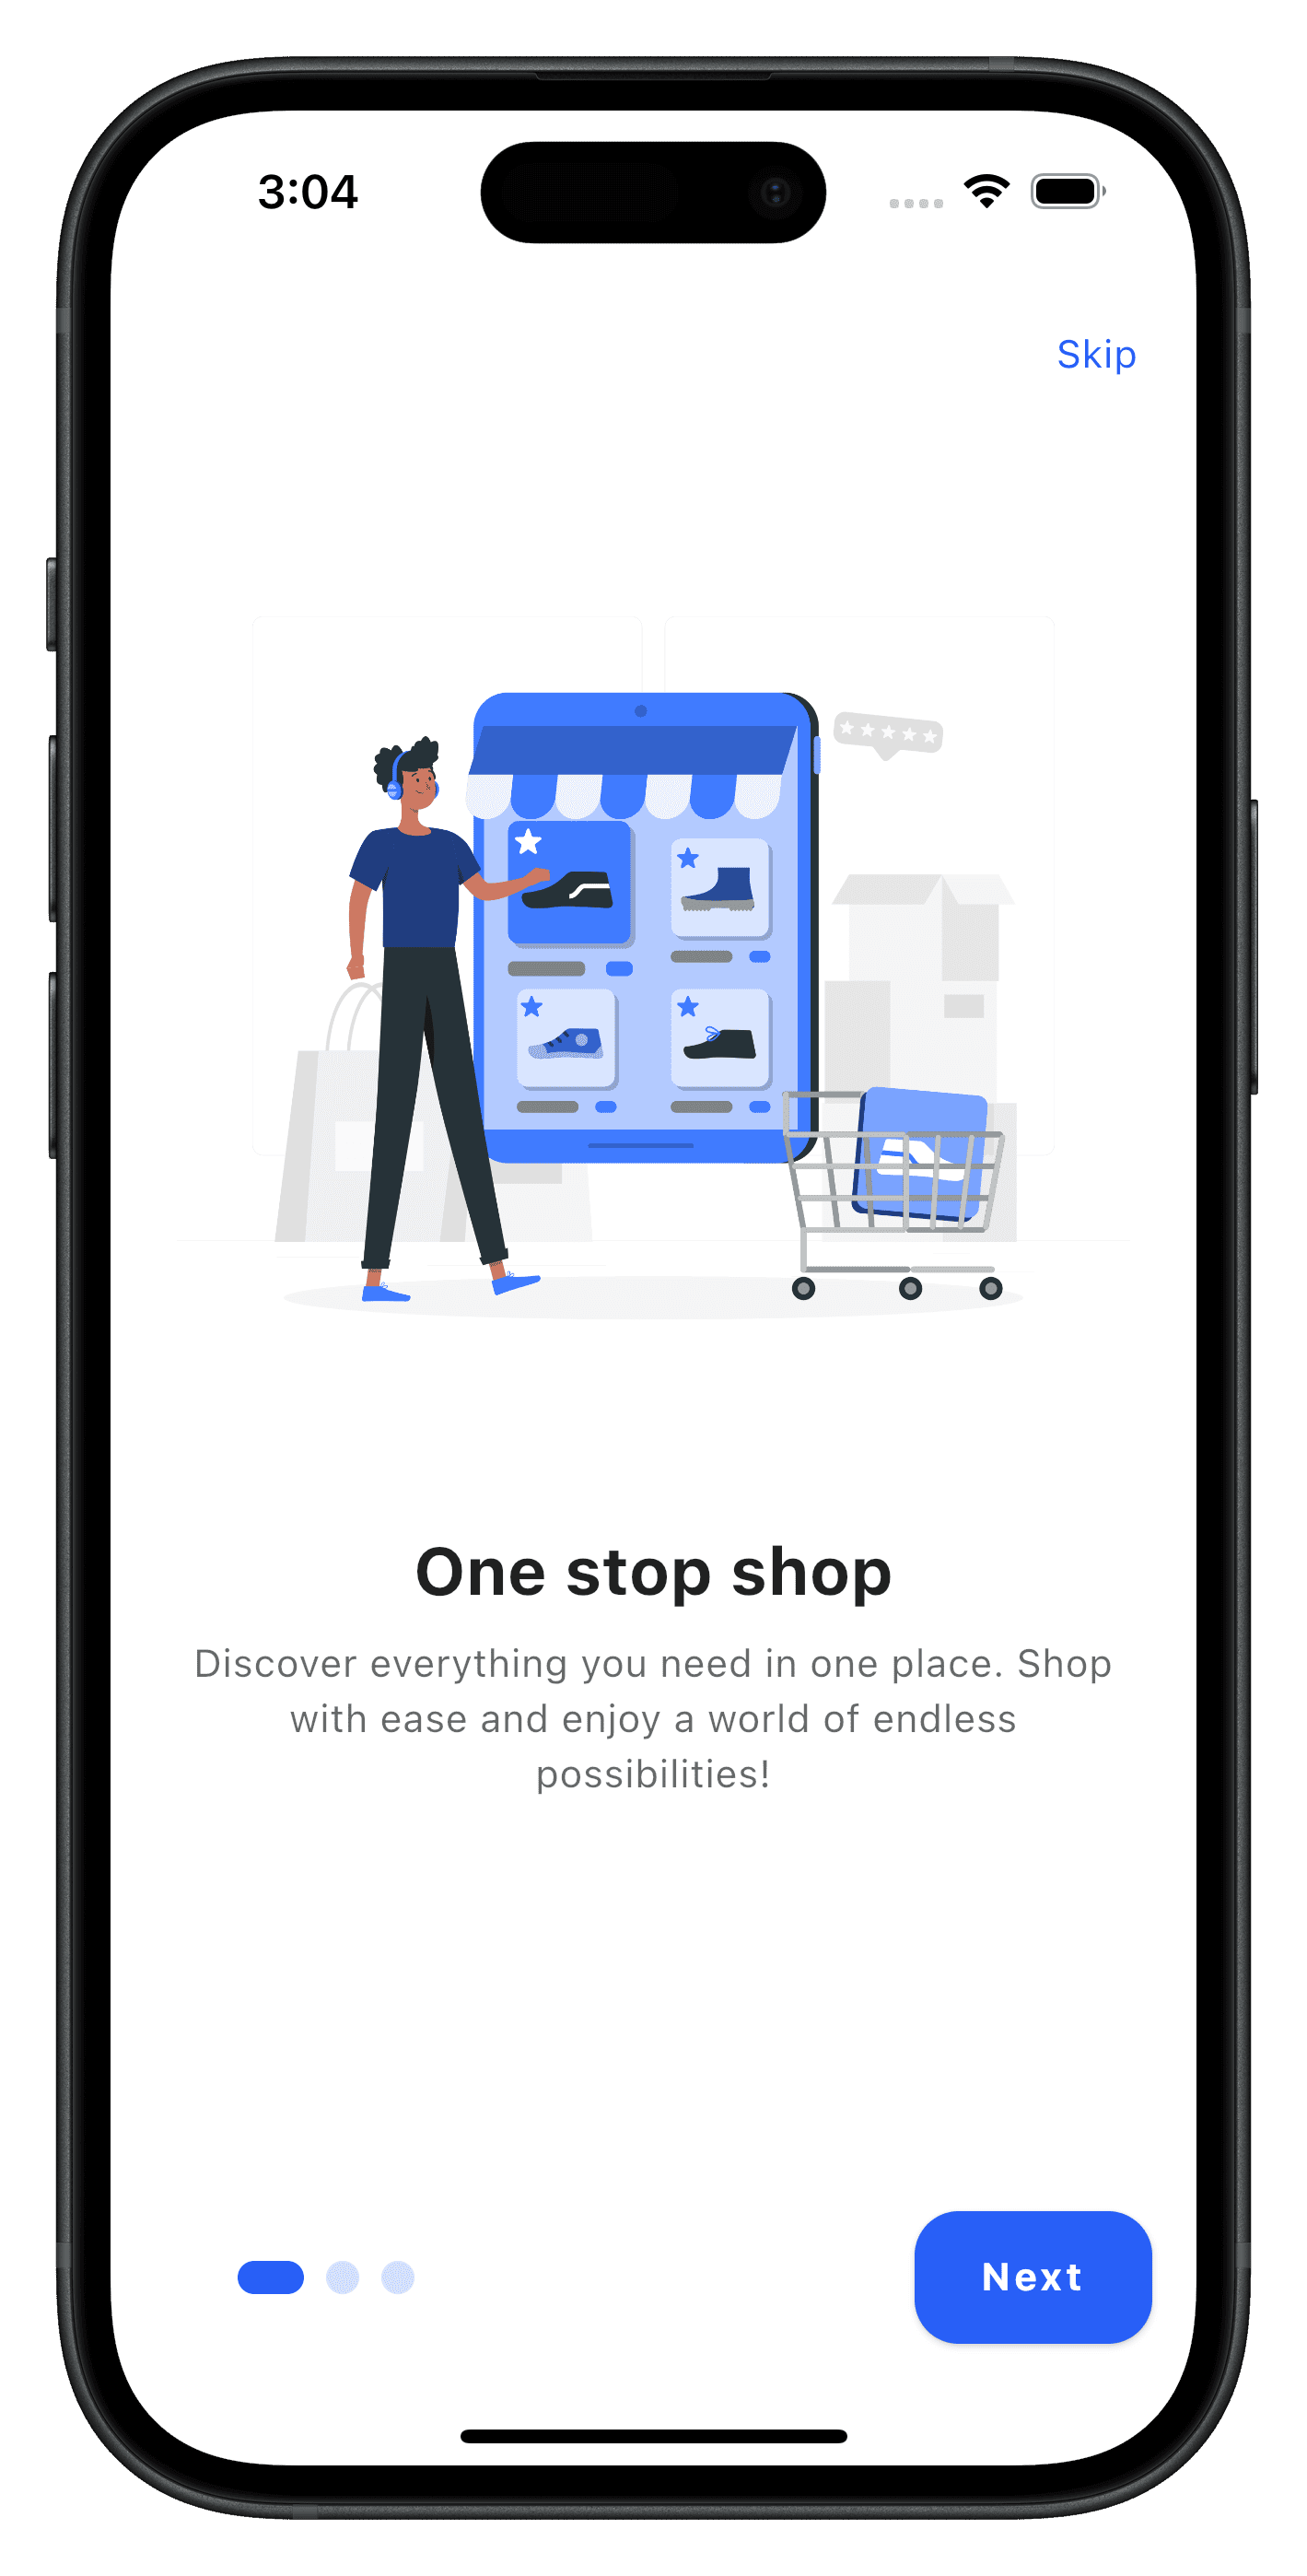 3:04
Skip
One stop shop
Discover everything you need in one place. Shop
with ease and enjoy a world of endless
possibilities!
Next